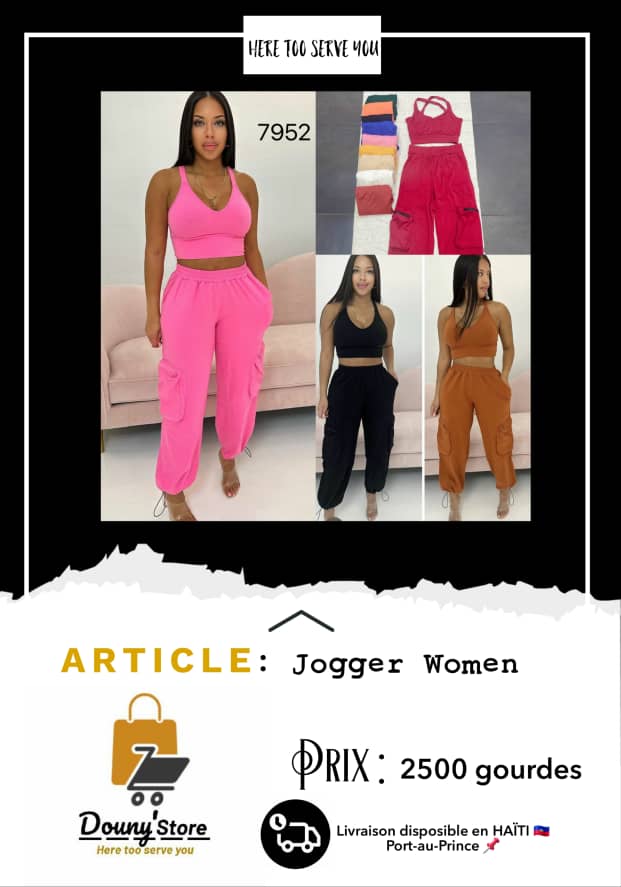 HERE TOO SERVE YOU
7952
ARTICLE: Jogger Women
PRIX: 2500 gourdes
Douny'Store
Here too serve you
Livraison disposible en HAÏTI 🇭🇹
Port-au-Prince 📌